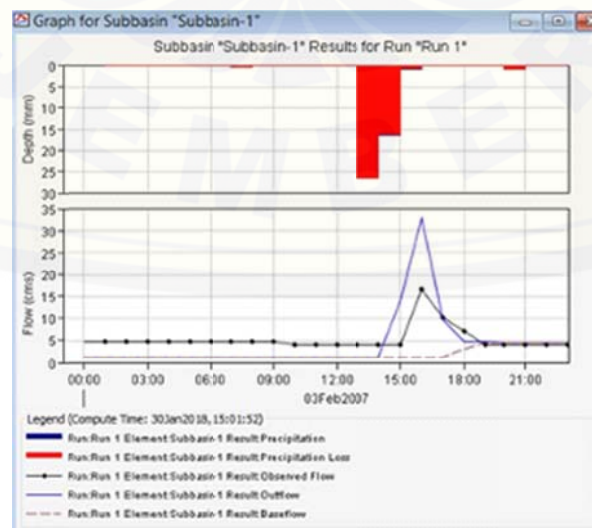 Graph for Subbasin "Subbasin-1"
Subbasin "Subbasin-1" Results for Run "Run 1"
Depth (mm)
0
5
10
15
20
25
30
Flow (cms)
35
30
25
20
15
10
5
0
00:00 03:00 06:00 09:00 12:00 15:00 18:00 21:00
03Feb2007
Legend (Compute Time: 30Jan2018, 15:01:52)
Run:Run 1 Element:Subbasin-1 Result:Precipitation
Run:Run 1 Element:Subbasin-1 Result:Precipitation Loss
Run:Run 1 Element:Subbasin-1 Result:Observed Flow
Run:Run 1 Element:Subbasin-1 Result:Outflow
Run:Run 1 Element:Subbasin-1 Result:Baseflow